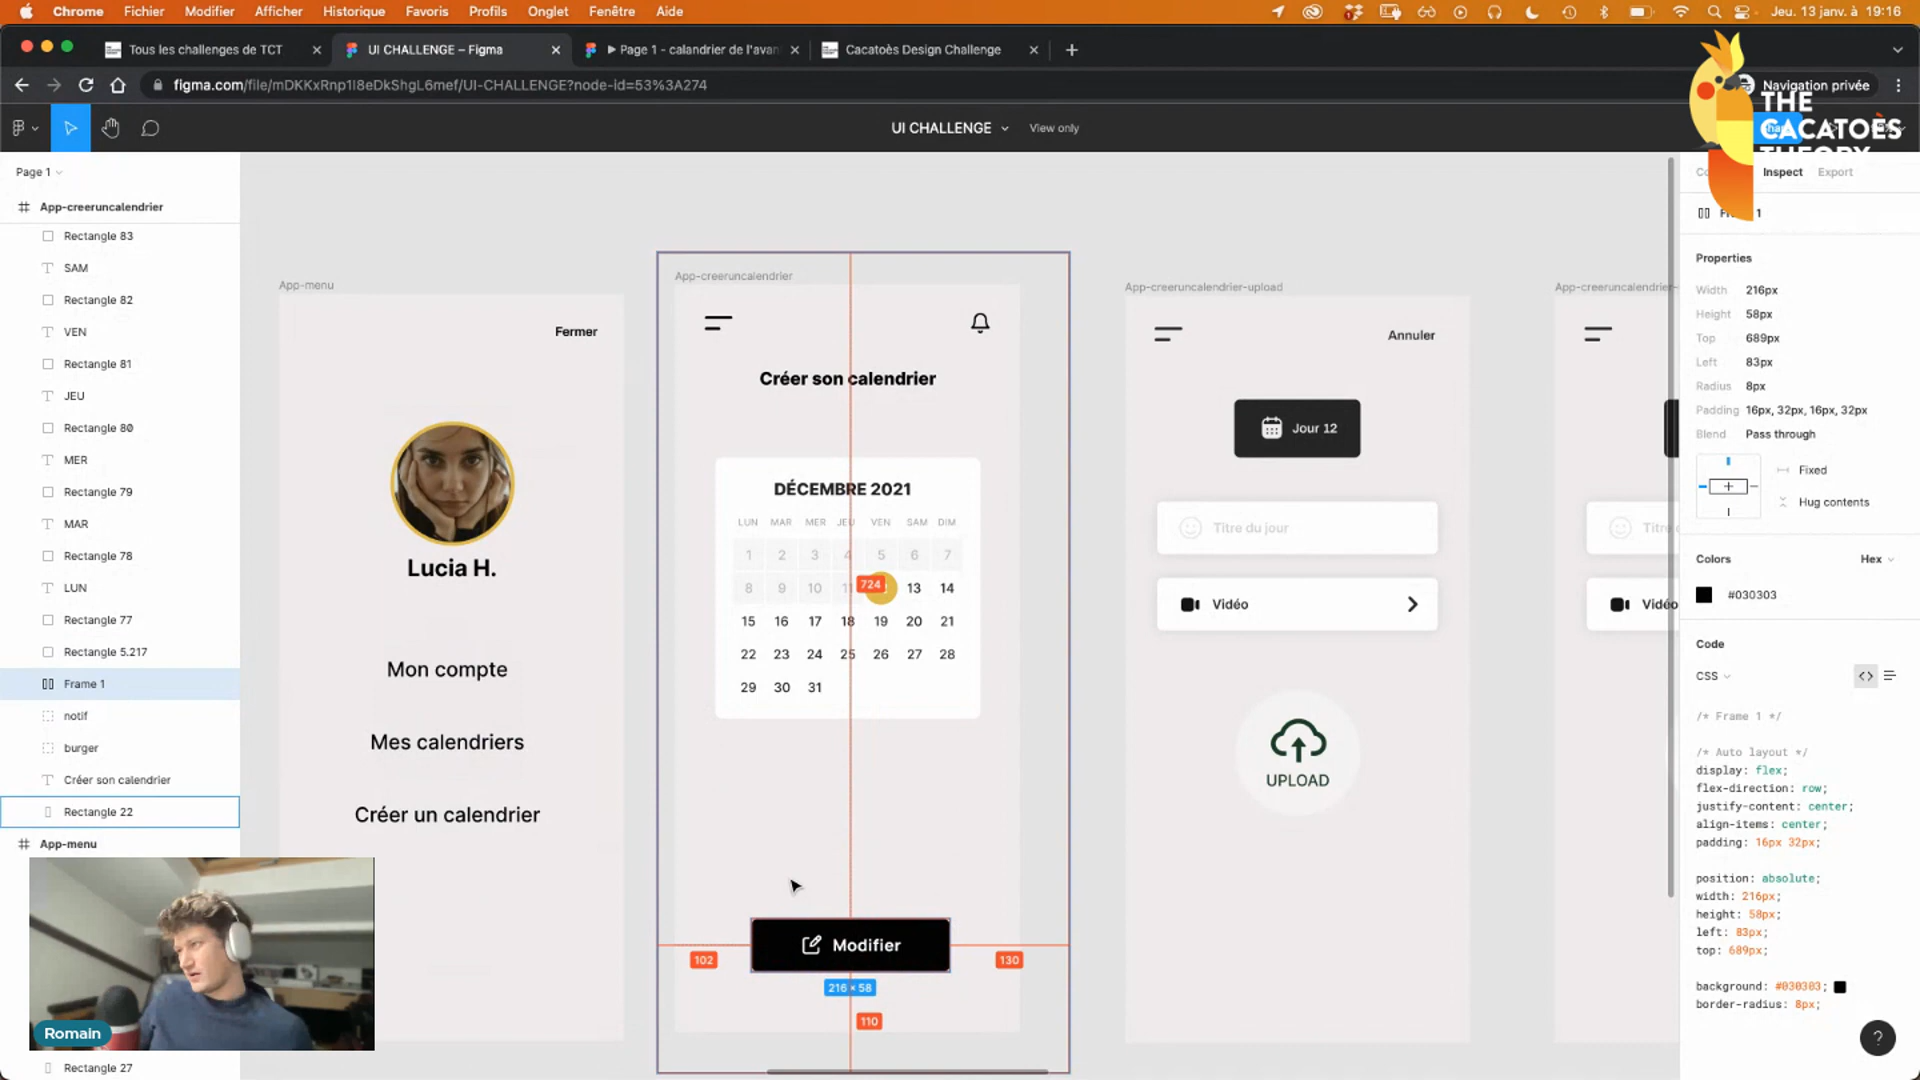 Chrome Fichier Modifier Afficher Historique Favoris Profils Onglet Fenêtre Aide
Jeu. 13 janv. à 19:16
Tous les challenges de TCT
UI CHALLENGE – Figma
Page 1 - calandrier de l'avan
Cacatoès Design Challenge
figma.com/file/mDKKxRnp1I8eDkShgL6mef/UI-CHALLENGE?node-id=53%3A274
Navigation privée
THE
CACATOES
THEORY
UI CHALLENGE
View only
Page 1
App-creeruncalendrier
Rectangle 83
SAM
Rectangle 82
VEN
Rectangle 81
JEU
Rectangle 80
MER
Rectangle 79
MAR
Rectangle 78
LUN
Rectangle 77
Rectangle 5.217
Frame 1
notif
burger
Créer son calendrier
Rectangle 22
App-menu
Rectangle 27
Romain
App-menu
Fermer
Lucia H.
Mon compte
Mes calendriers
Créer un calendrier
App-creeruncalendrier
Créer son calendrier
DÉCEMBRE 2021
LUN MAR MER JEU VEN SAM DIM
1 2 3 4 5 6 7
8 9 10 11 724 13 14
15 16 17 18 19 20 21
22 23 24 25 26 27 28
29 30 31
Modifier
102
130
216 × 58
110
App-creeruncalendrier-upload
Annuler
Jour 12
Titre du jour
Vidéo
UPLOAD
App-creeruncalendrier-
Vidéo
Inspect Export
Properties
Width 216px
Height 58px
Top 689px
Left 83px
Radius 8px
Padding 16px, 32px, 16px, 32px
Blend Pass through
Fixed
Hug contents
Colors
Hex
#030303
Code
CSS
/* Frame 1 */
/* Auto layout */
display: flex;
flex-direction: row;
justify-content: center;
align-items: center;
padding: 16px 32px;
position: absolute;
width: 216px;
height: 58px;
left: 83px;
top: 689px;
background: #030303;
border-radius: 8px;
?